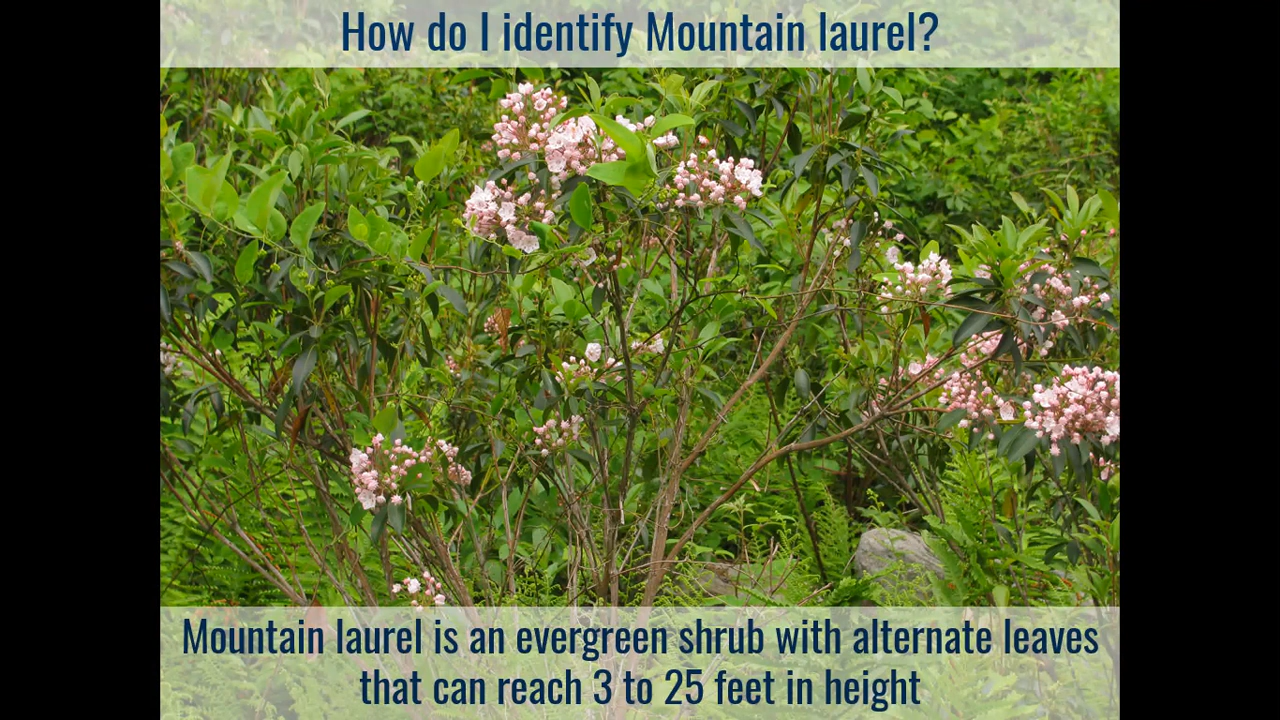 How do I identify Mountain laurel?
Mountain laurel is an evergreen shrub with alternate leaves
that can reach 3 to 25 feet in height